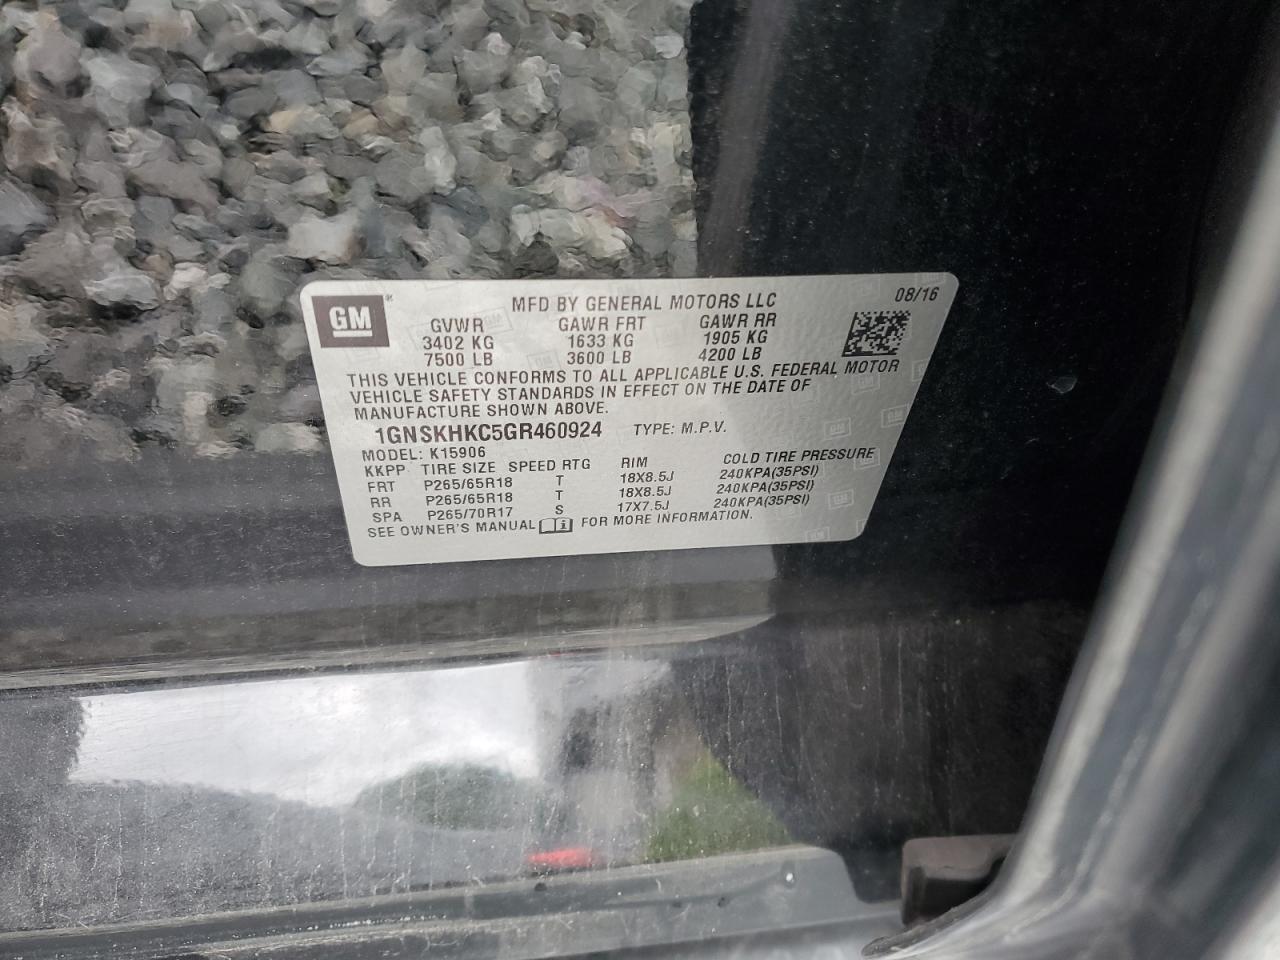 GM
MFD BY GENERAL MOTORS LLC 08/16
GVWR GAWR FRT GAWR RR
3402 KG 1633 KG 1905 KG
7500 LB 3600 LB 4200 LB
THIS VEHICLE CONFORMS TO ALL APPLICABLE U.S. FEDERAL MOTOR
VEHICLE SAFETY STANDARDS IN EFFECT ON THE DATE OF
MANUFACTURE SHOWN ABOVE.
1GNSKHKC5GR460924 TYPE: M.P.V.
MODEL: K15906
KKPP TIRE SIZE SPEED RTG RIM COLD TIRE PRESSURE
FRT P265/65R18 T 18X8.5J 240KPA(35PSI)
RR P265/65R18 T 18X8.5J 240KPA(35PSI)
SPA P265/70R17 S 17X7.5J 240KPA(35PSI)
SEE OWNER'S MANUAL FOR MORE INFORMATION.